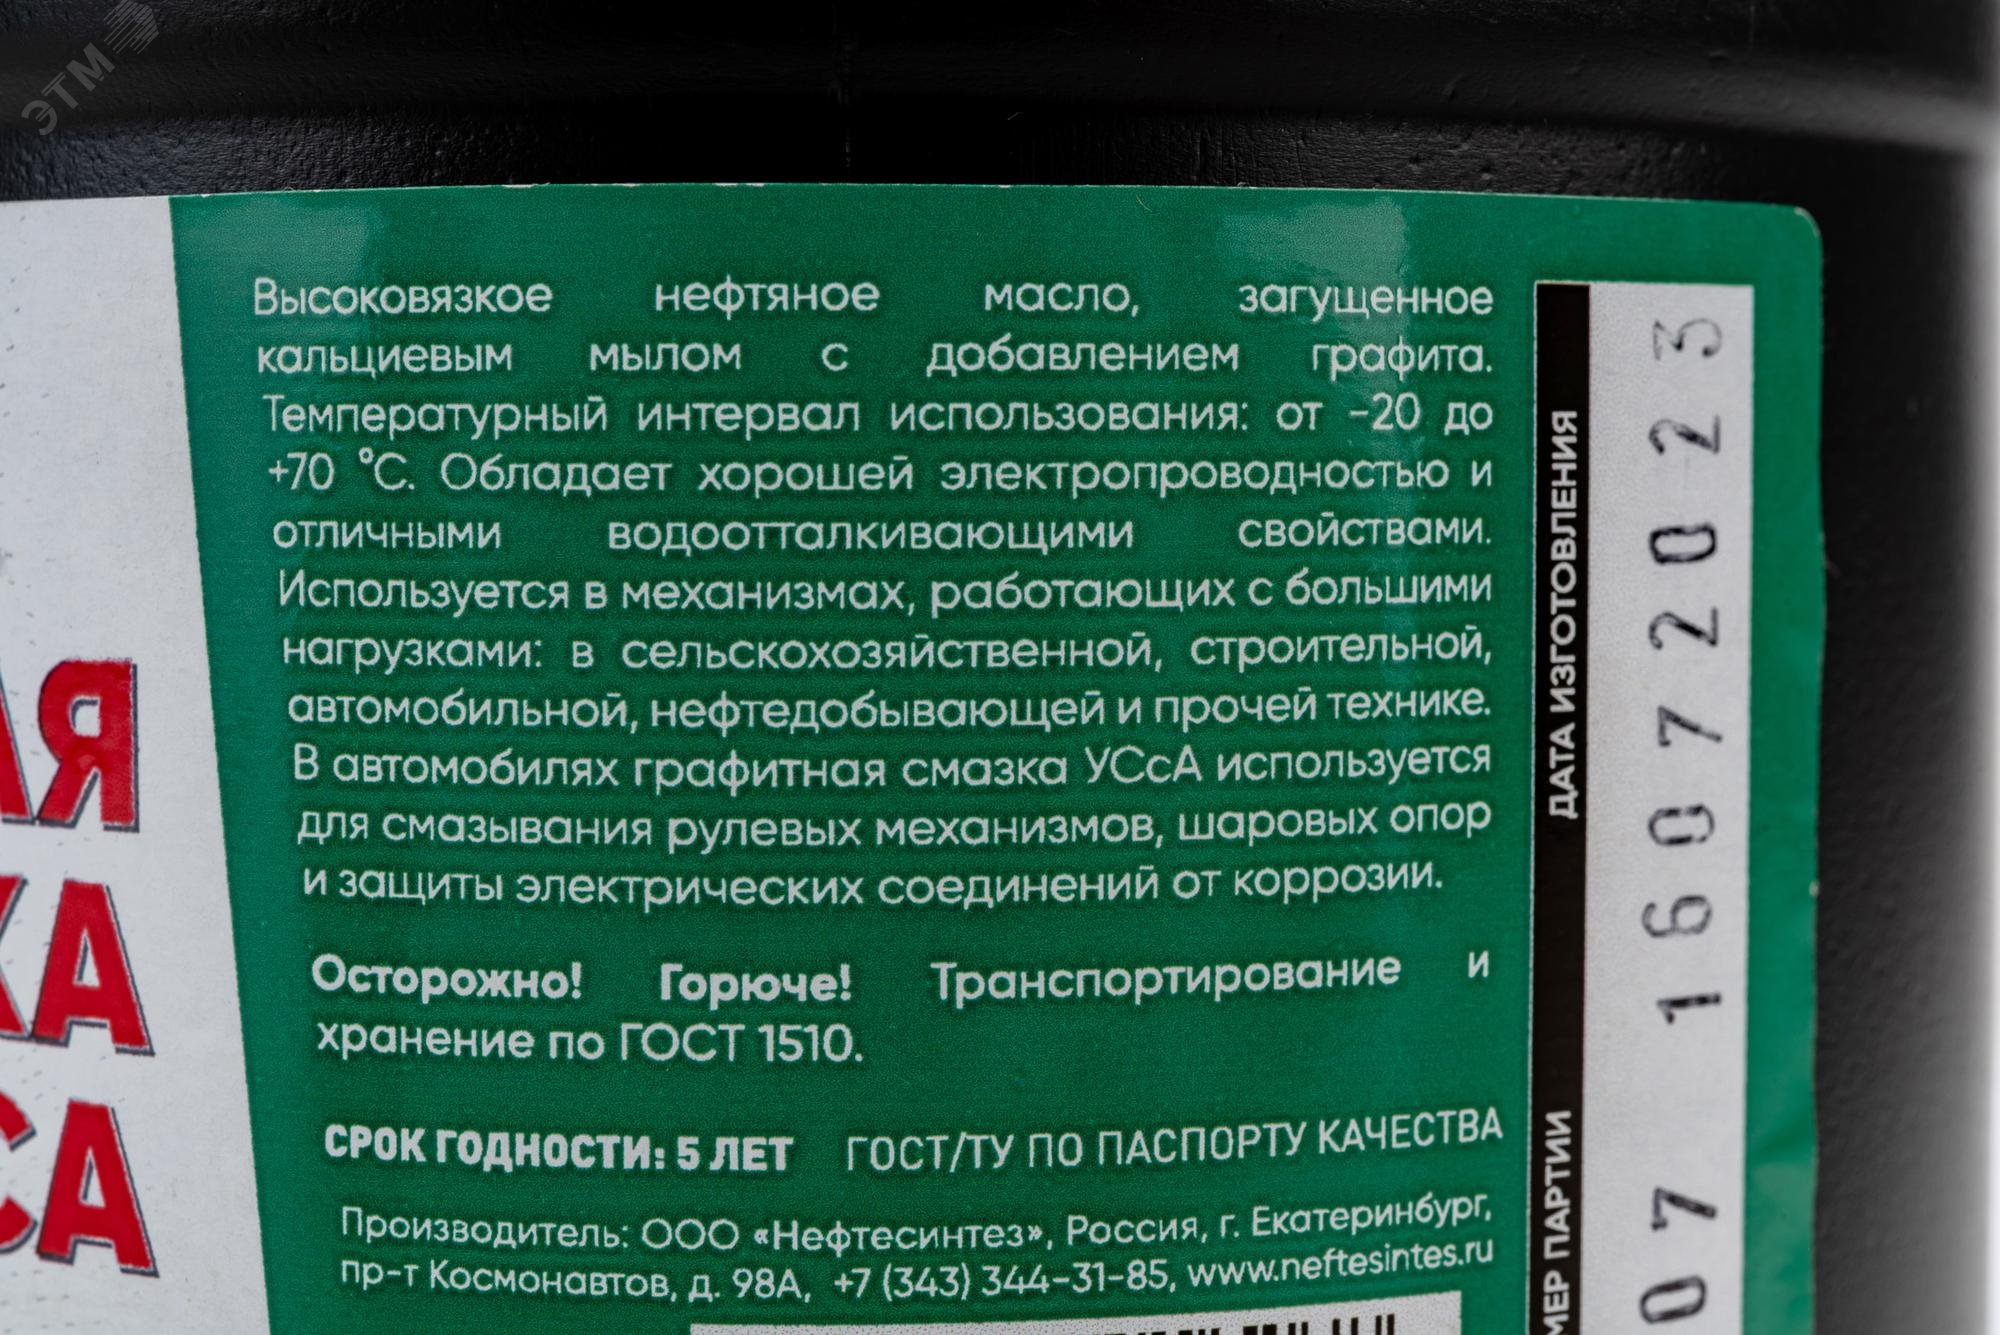 ЭТМ
АЯ
КА
СА
Высоковязкое нефтяное масло, загущенное
кальциевым мылом с добавлением графита.
Температурный интервал использования: от -20 до
+70 °С. Обладает хорошей электропроводностью и
отличными водоотталкивающими свойствами.
Используется в механизмах, работающих с большими
нагрузками: в сельскохозяйственной, строительной,
автомобильной, нефтедобывающей и прочей технике.
В автомобилях графитная смазка УСсА используется
для смазывания рулевых механизмов, шаровых опор
и защиты электрических соединений от коррозии.
Осторожно! Горюче! Транспортирование и
хранение по ГОСТ 1510.
СРОК ГОДНОСТИ: 5 ЛЕТ ГОСТ/ТУ ПО ПАСПОРТУ КАЧЕСТВА
Производитель: ООО «Нефтесинтез», Россия, г. Екатеринбург,
пр-т Космонавтов, д. 98А, +7 (343) 344-31-85, www.neftesintes.ru
ДАТА ИЗГОТОВЛЕНИЯ
16072023
МЕР ПАРТИИ
07